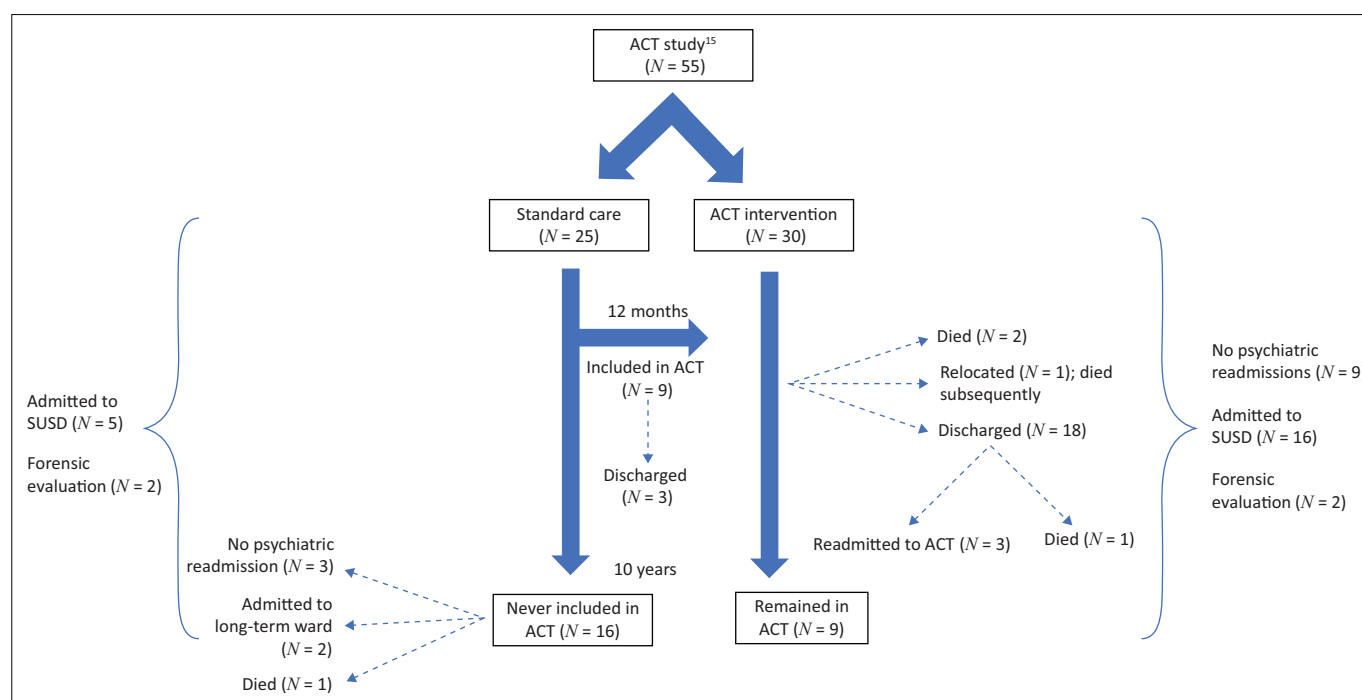 ACT study15
(N = 55)
Standard care
(N = 25)
ACT intervention
(N = 30)
12 months
Included in ACT
(N = 9)
Discharged
(N = 3)
Died (N = 2)
Relocated (N = 1); died
subsequently
Discharged (N = 18)
Readmitted to ACT (N = 3)
Died (N = 1)
No psychiatric
readmissions (N = 9
Admitted to
SUSD (N = 16)
Forensic
evaluation (N = 2)
Admitted to
SUSD (N = 5)
Forensic
evaluation (N = 2)
10 years
No psychiatric
readmission (N = 3)
Admitted to
long-term ward
(N = 2)
Died (N = 1)
Never included in
ACT (N = 16)
Remained in
ACT (N = 9)